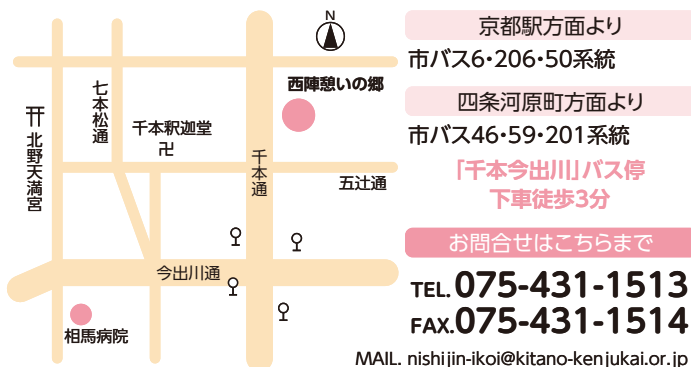 N
西陣憩いの郷
七本松通
北野天満宮
千本釈迦堂
卍
千本通
五辻通
今出川通
相馬病院
京都駅方面より
市バス6・206・50系統
四条河原町方面より
市バス46・59・201系統
「千本今出川」バス停
下車徒歩3分
お問合せはこちらまで
TEL.075-431-1513
FAX.075-431-1514
MAIL. nishijin-ikoi@kitano-kenjukai.or.jp